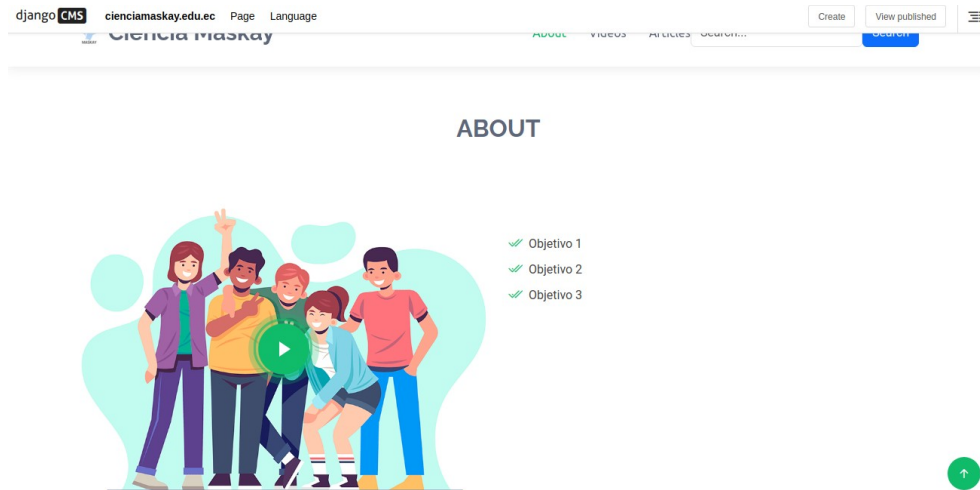 django CMS cienciamaskay.edu.ec Page Language Create View published
MASKAY Ciencia Maskay About Videos Articles Search... Search
ABOUT
Objetivo 1
Objetivo 2
Objetivo 3